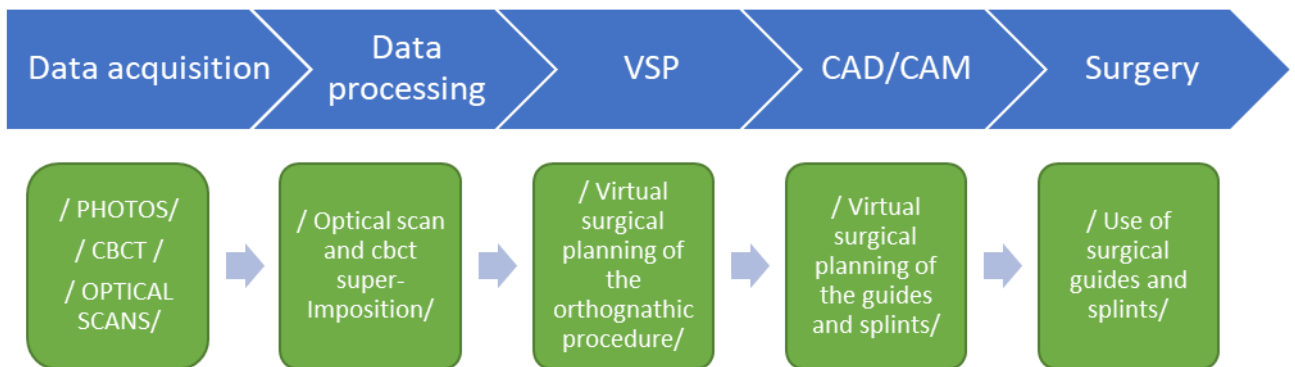 Data acquisition
Data
processing
VSP
CAD/CAM
Surgery
/ PHOTOS/
/ CBCT /
/ OPTICAL
SCANS/
/ Optical scan
and cbct
super-
Imposition/
/ Virtual
surgical
planning of
the
orthognathic
procedure/
/ Virtual
surgical
planning of
the guides
and splints/
/ Use of
surgical
guides and
splints/